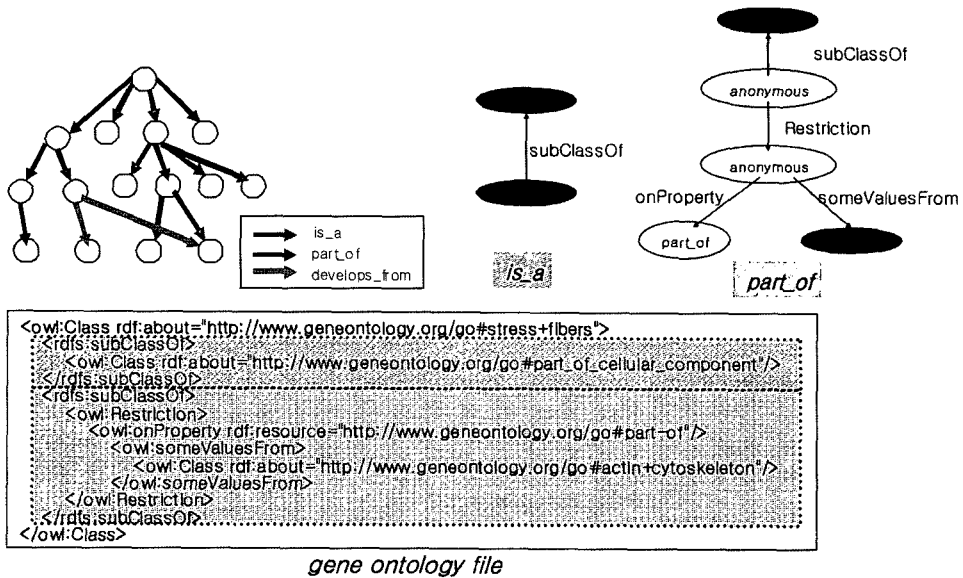 is_a
part_of
develops_from
subClassOf
is_a
subClassOf
anonymous
Restriction
anonymous
onProperty
someValuesFrom
part_of
part_of
<owl:Class rdf:about="http://www.geneontology.org/go#stress+fibers">
<rdfs:subClassOf>
<owl:Class rdf:about="http://www.geneontology.org/go#part_of_cellular_component"/>
</rdfs:subClassOf>
<rdfs:subClassOf>
<owl:Restriction>
<owl:onProperty rdf:resource="http://www.geneontology.org/go#part-of"/>
<owl:someValuesFrom>
<owl:Class rdf:about="http://www.geneontology.org/go#actin+cytoskeleton"/>
</owl:someValuesFrom>
</owl:Restriction>
</rdfs:subClassOf>
</owl:Class>
gene ontology file